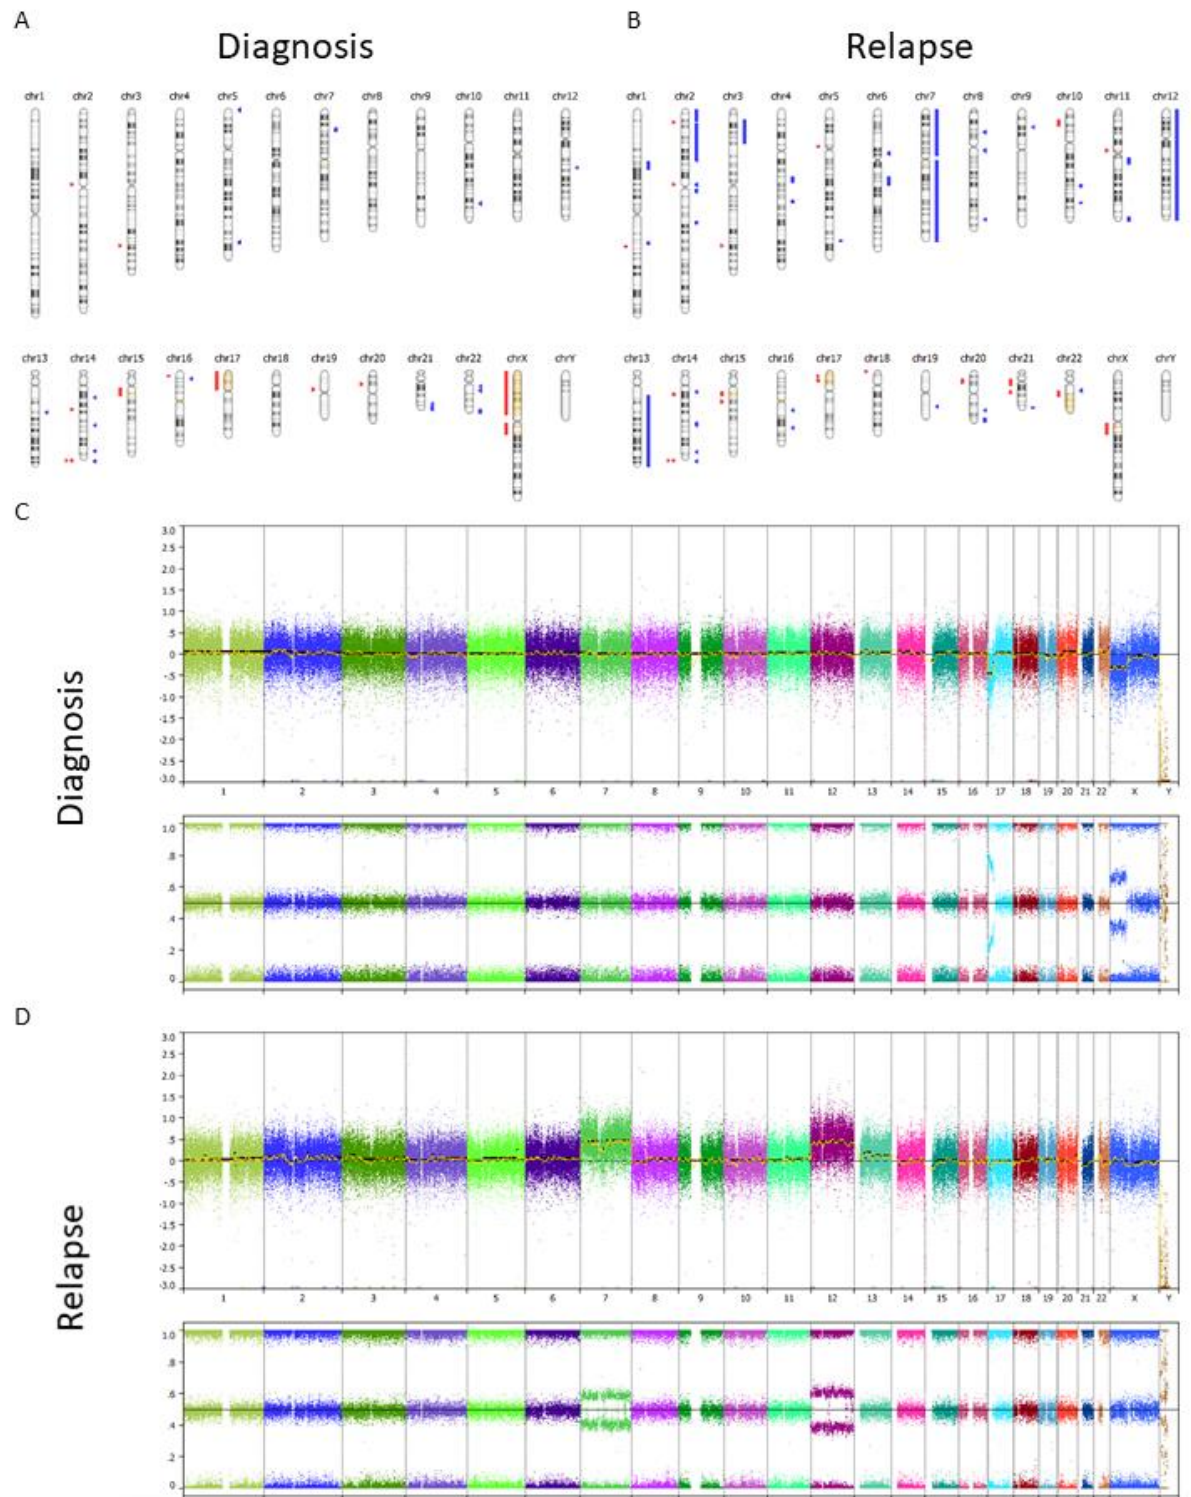 A
B
Diagnosis
Relapse
chr1 chr2 chr3 chr4 chr5 chr6 chr7 chr8 chr9 chr10 chr11 chr12
chr1 chr2 chr3 chr4 chr5 chr6 chr7 chr8 chr9 chr10 chr11 chr12
chr13 chr14 chr15 chr16 chr17 chr18 chr19 chr20 chr21 chr22 chrX chrY
chr13 chr14 chr15 chr16 chr17 chr18 chr19 chr20 chr21 chr22 chrX chrY
C
Diagnosis
3.0
2.5
2.0
1.5
1.0
.5
0
-.5
-1.0
-1.5
-2.0
-2.5
-3.0
1 2 3 4 5 6 7 8 9 10 11 12 13 14 15 16 17 18 19 20 21 22 X Y
1.0
.8
.6
.4
.2
0
D
Relapse
3.0
2.5
2.0
1.5
1.0
.5
0
-.5
-1.0
-1.5
-2.0
-2.5
-3.0
1 2 3 4 5 6 7 8 9 10 11 12 13 14 15 16 17 18 19 20 21 22 X Y
1.0
.8
.6
.4
.2
0